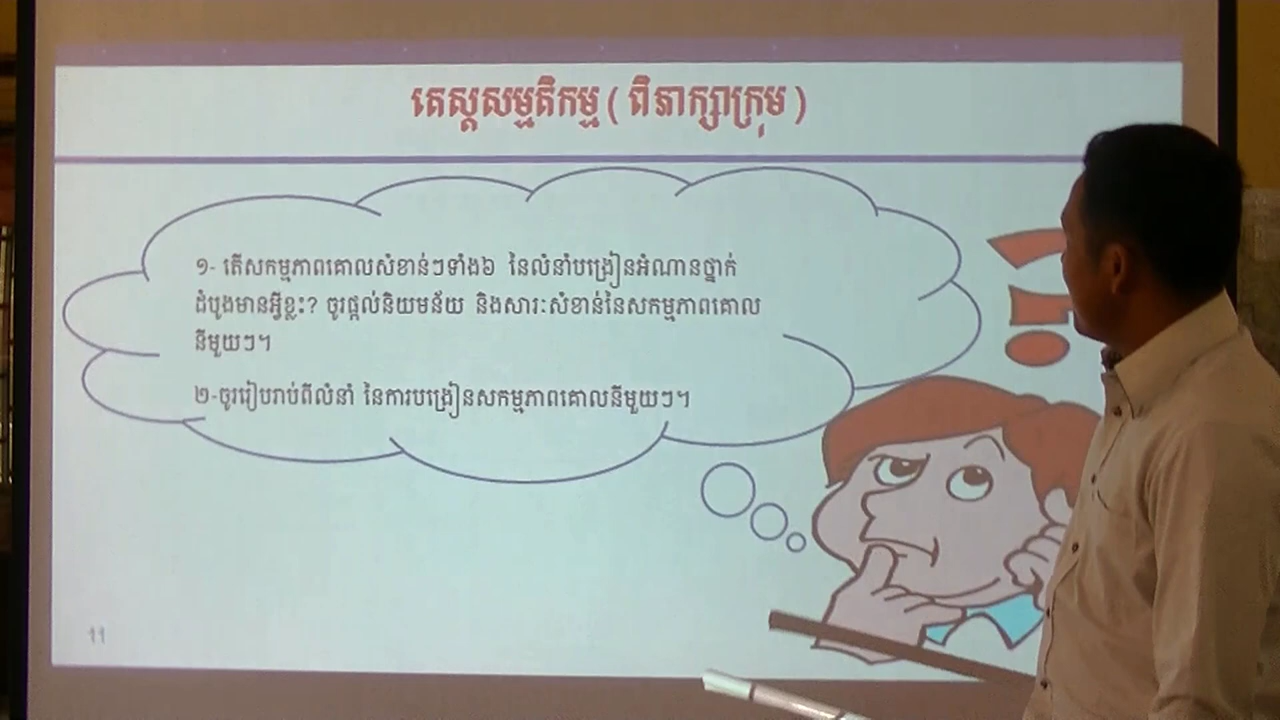 តេស្តសម្មតិកម្ម ( ពិភាក្សាក្រុម )
១- តើសកម្មភាពគោលសំខាន់ៗទាំង៦ នៃលំនាំបង្រៀនអំណានថ្នាក់
ដំបូងមានអ្វីខ្លះ? ចូរផ្តល់និយមន័យ និងសារៈសំខាន់នៃសកម្មភាពគោល
នីមួយៗ។
២-ចូររៀបរាប់ពីលំនាំ នៃការបង្រៀនសកម្មភាពគោលនីមួយៗ។
11